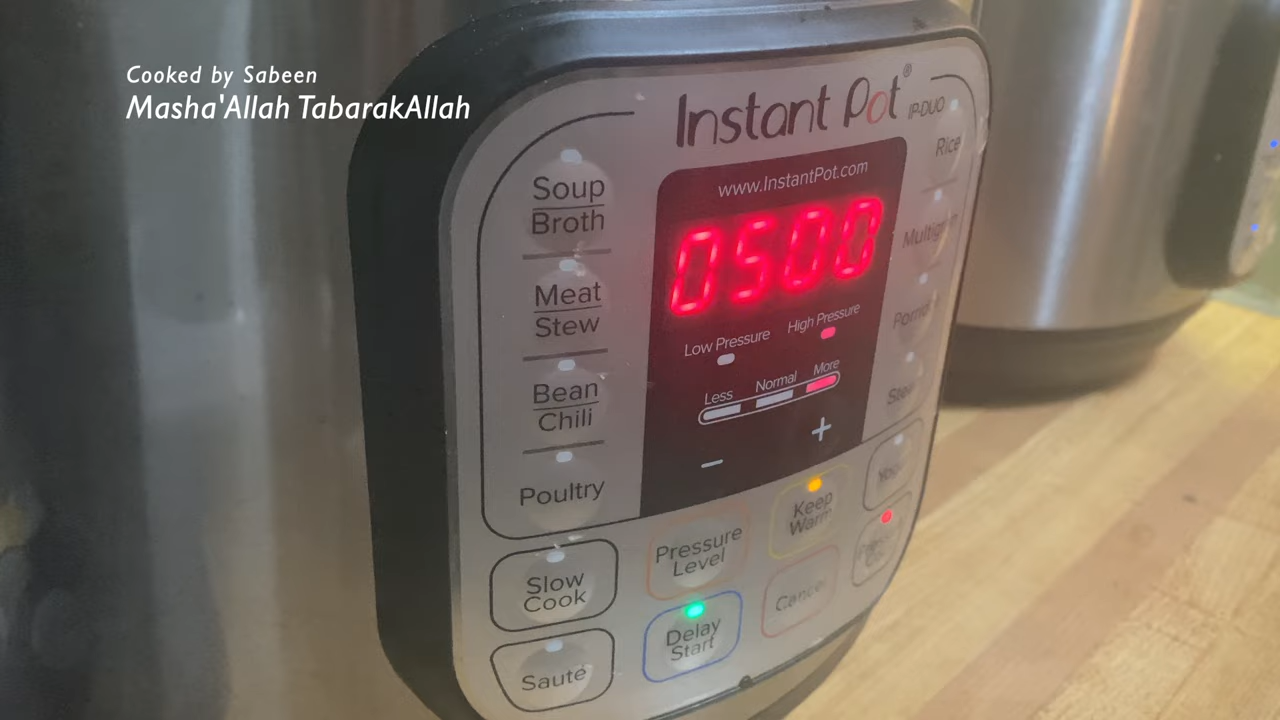 Cooked by Sabeen
Masha'Allah TabarakAllah
Instant Pot®
IP-DUO
www.InstantPot.com
0500
Low Pressure
High Pressure
Less
Normal
More
−
+
Soup
Broth
Meat
Stew
Bean
Chili
Poultry
Slow
Cook
Saute
Pressure
Level
Delay
Start
Keep
Warm
Cancel
Rice